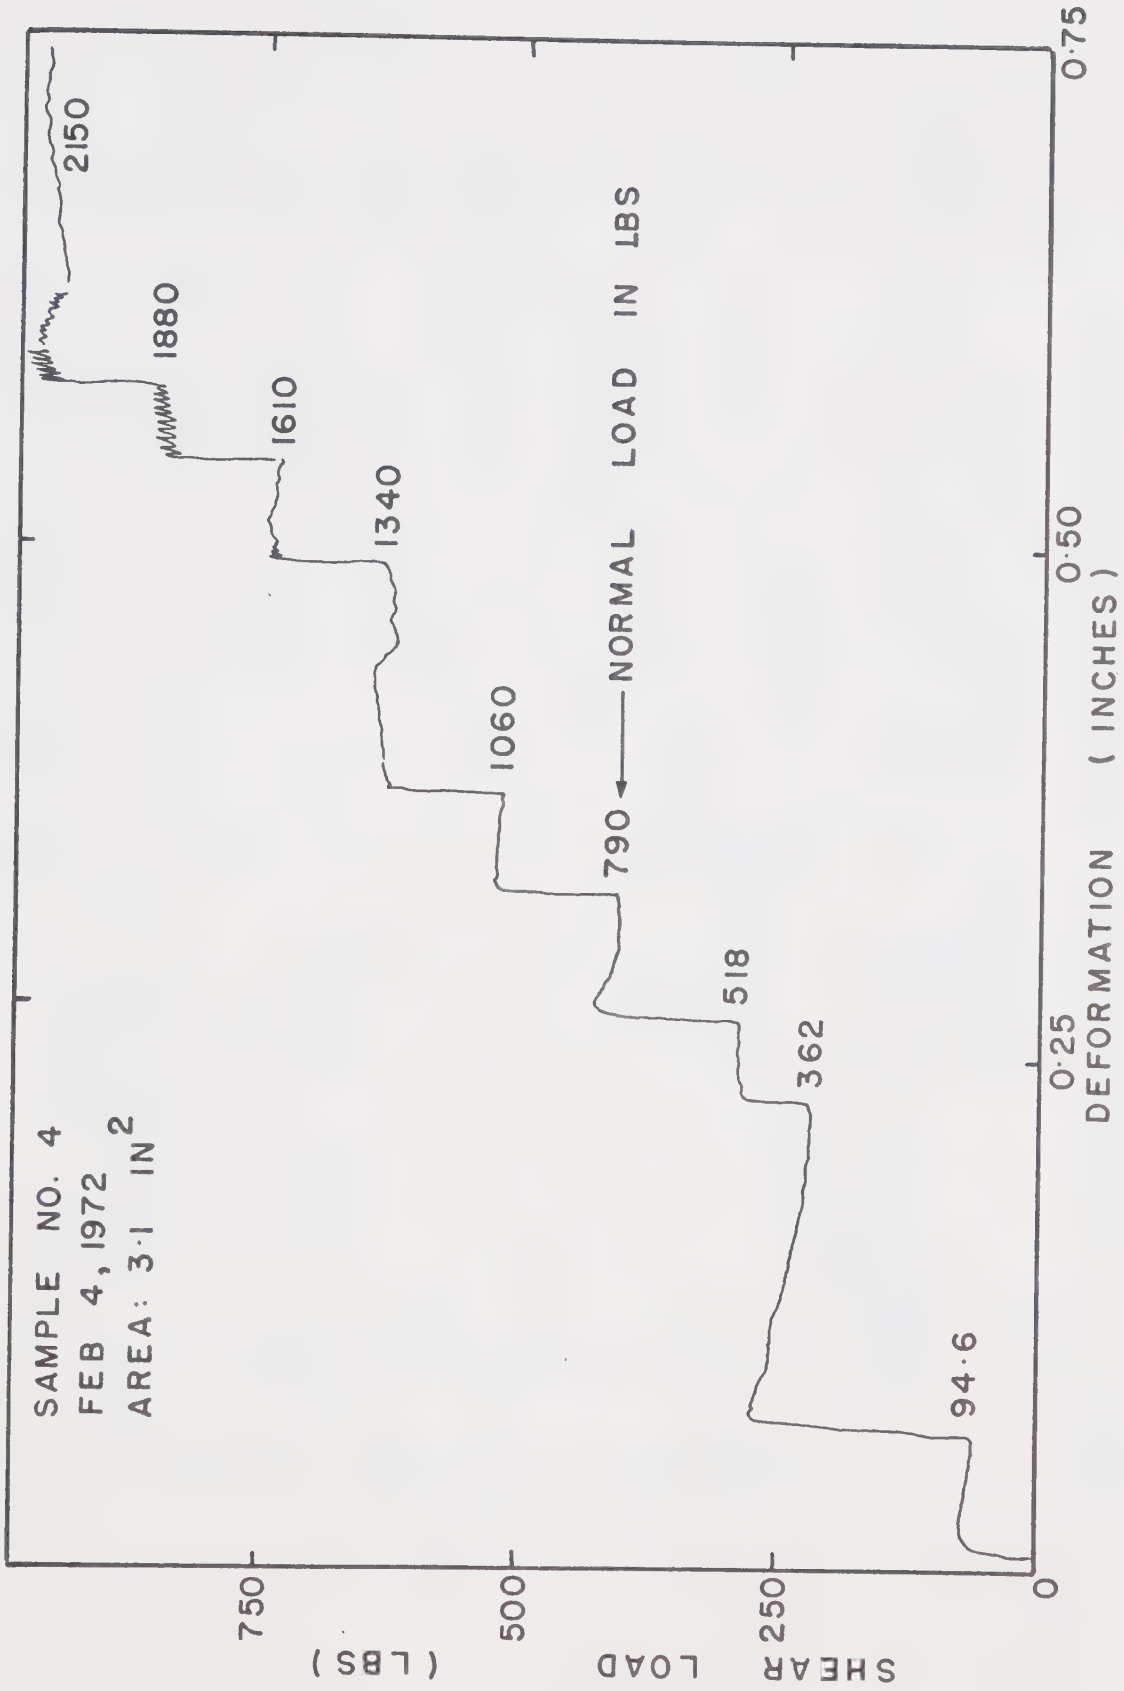 SAMPLE NO. 4
FEB 4, 1972
AREA: 3·1 IN²
2150
1880
1610
1340
1060
790 ← NORMAL LOAD IN LBS
518
362
94·6
750
500
250
0
SHEAR LOAD (LBS)
0·25
0·50
0·75
DEFORMATION (INCHES)